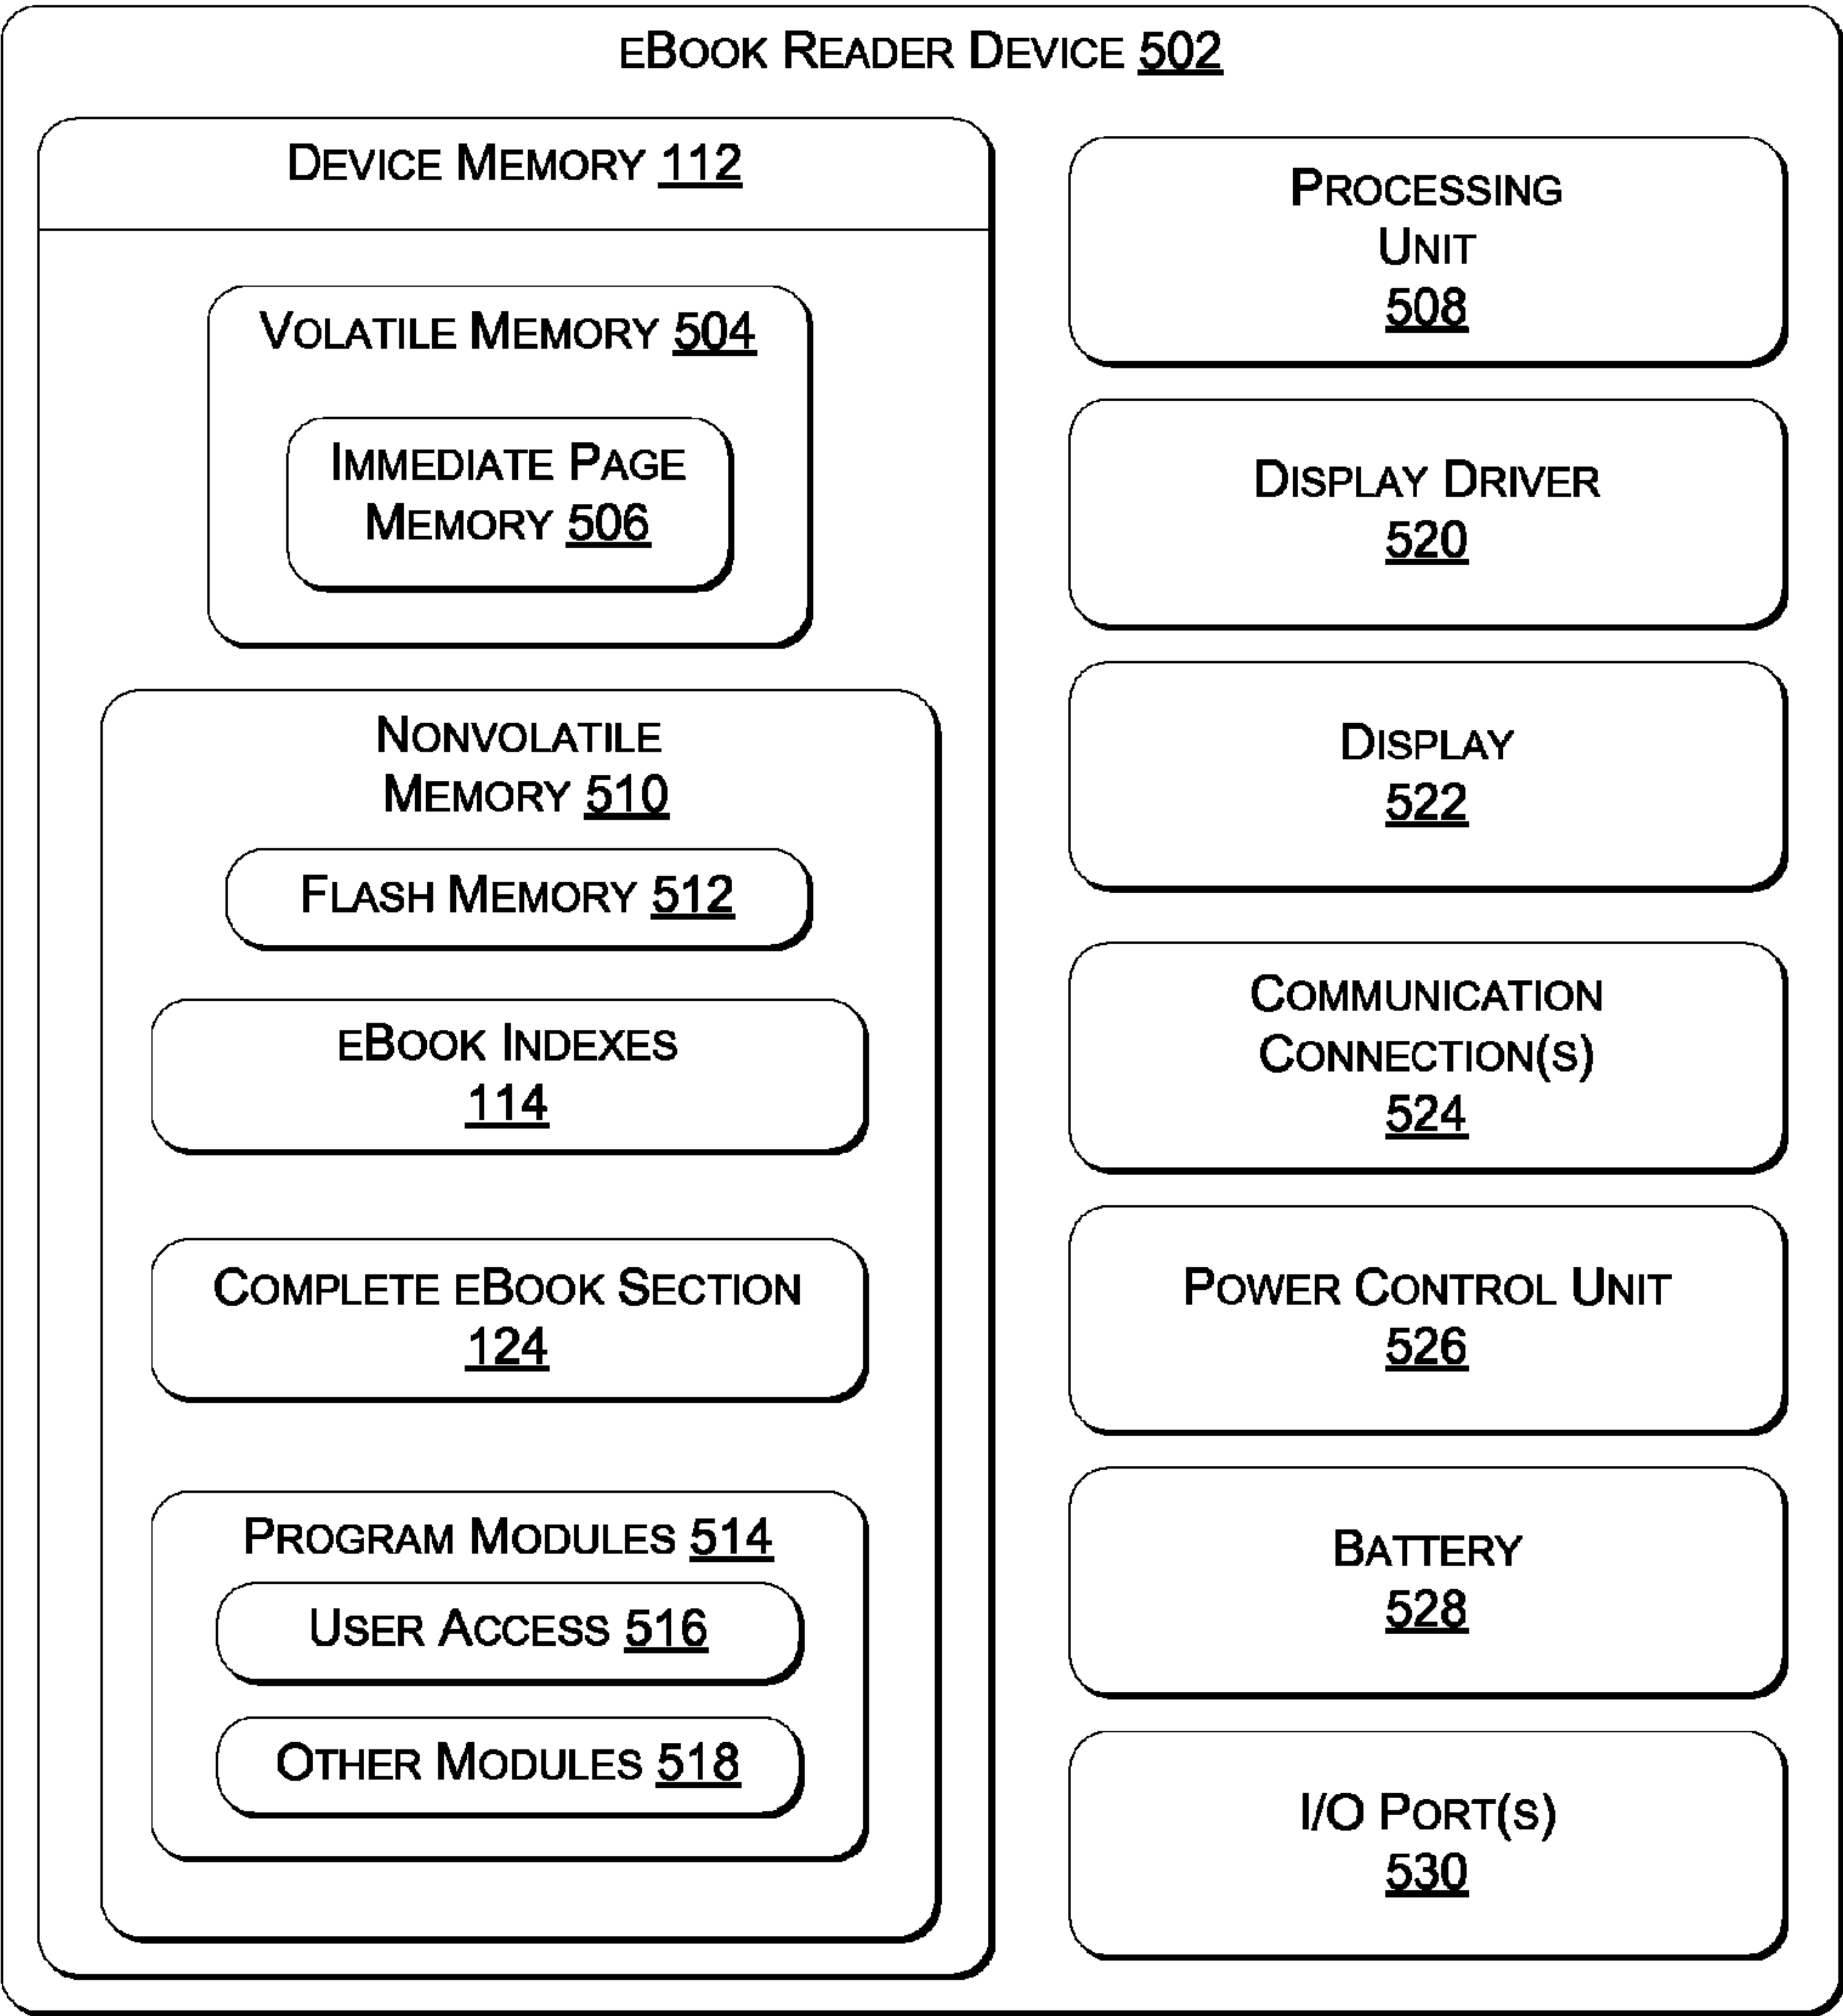 EBOOK READER DEVICE 502
DEVICE MEMORY 112
VOLATILE MEMORY 504
IMMEDIATE PAGE
MEMORY 506
NONVOLATILE
MEMORY 510
FLASH MEMORY 512
EBOOK INDEXES
114
COMPLETE EBOOK SECTION
124
PROGRAM MODULES 514
USER ACCESS 516
OTHER MODULES 518
PROCESSING
UNIT
508
DISPLAY DRIVER
520
DISPLAY
522
COMMUNICATION
CONNECTION(S)
524
POWER CONTROL UNIT
526
BATTERY
528
I/O PORT(S)
530